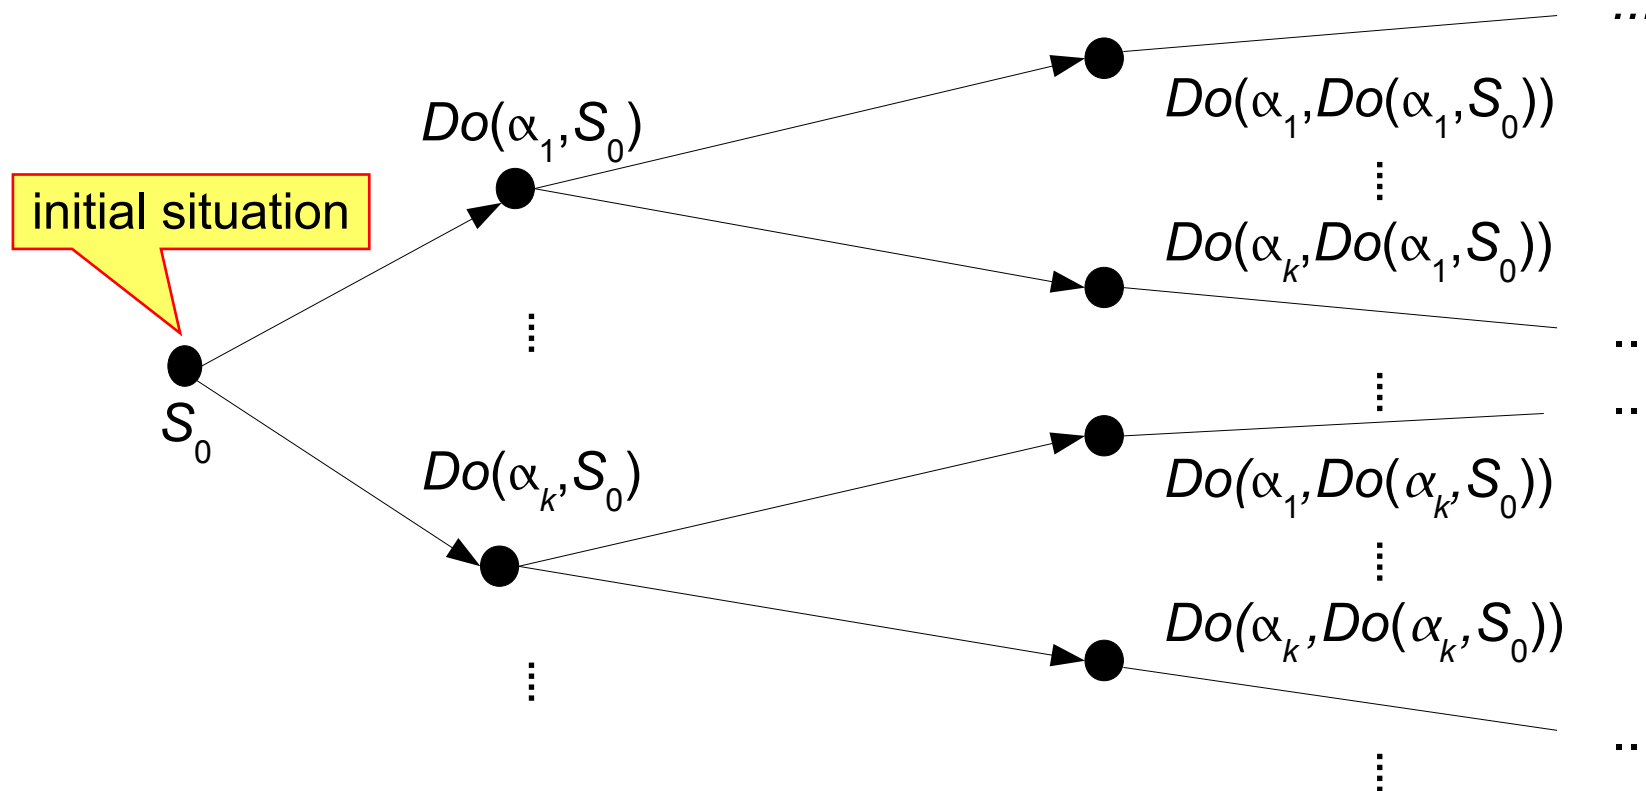 ...
Do(α₁,Do(α₁,S₀))
Do(α₁,S₀)
initial situation
Do(αₖ,Do(α₁,S₀))
..
..
S₀
Do(αₖ,S₀)
Do(α₁,Do(αₖ,S₀))
Do(αₖ,Do(αₖ,S₀))
..